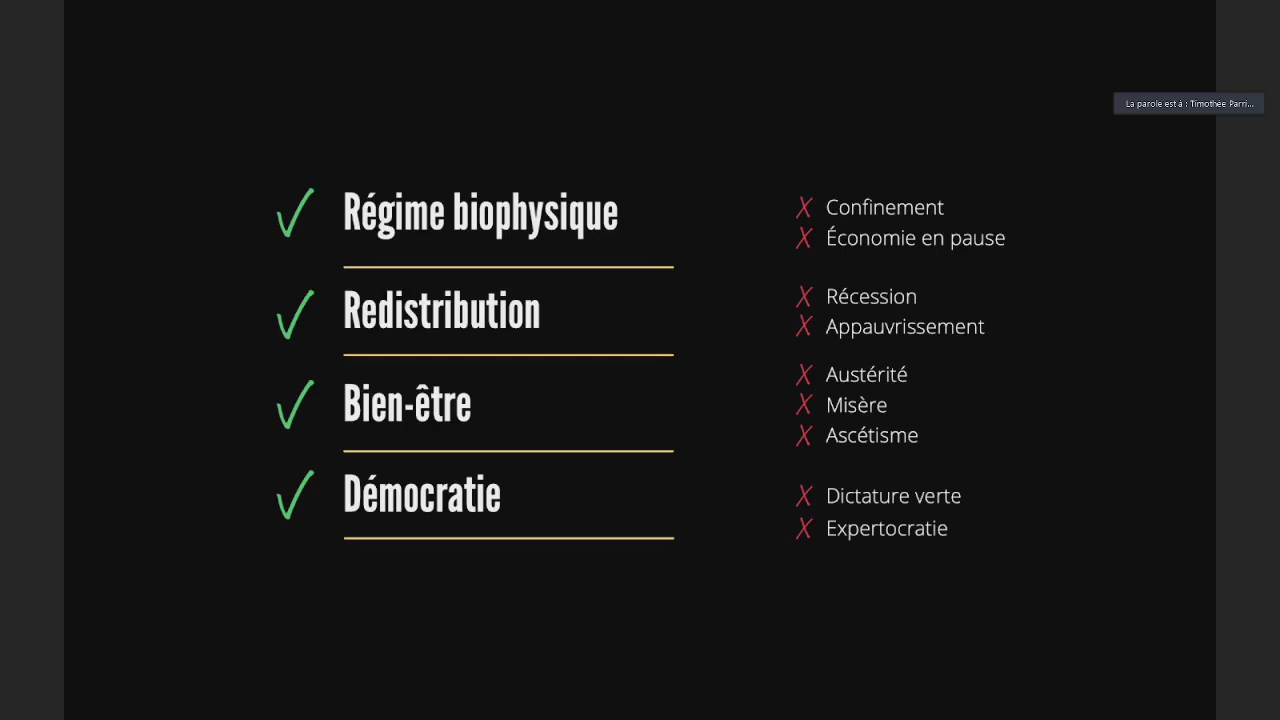 La parole est à : Timothée Parri...
Régime biophysique
Confinement
Économie en pause
Redistribution
Récession
Appauvrissement
Bien-être
Austérité
Misère
Ascétisme
Démocratie
Dictature verte
Expertocratie